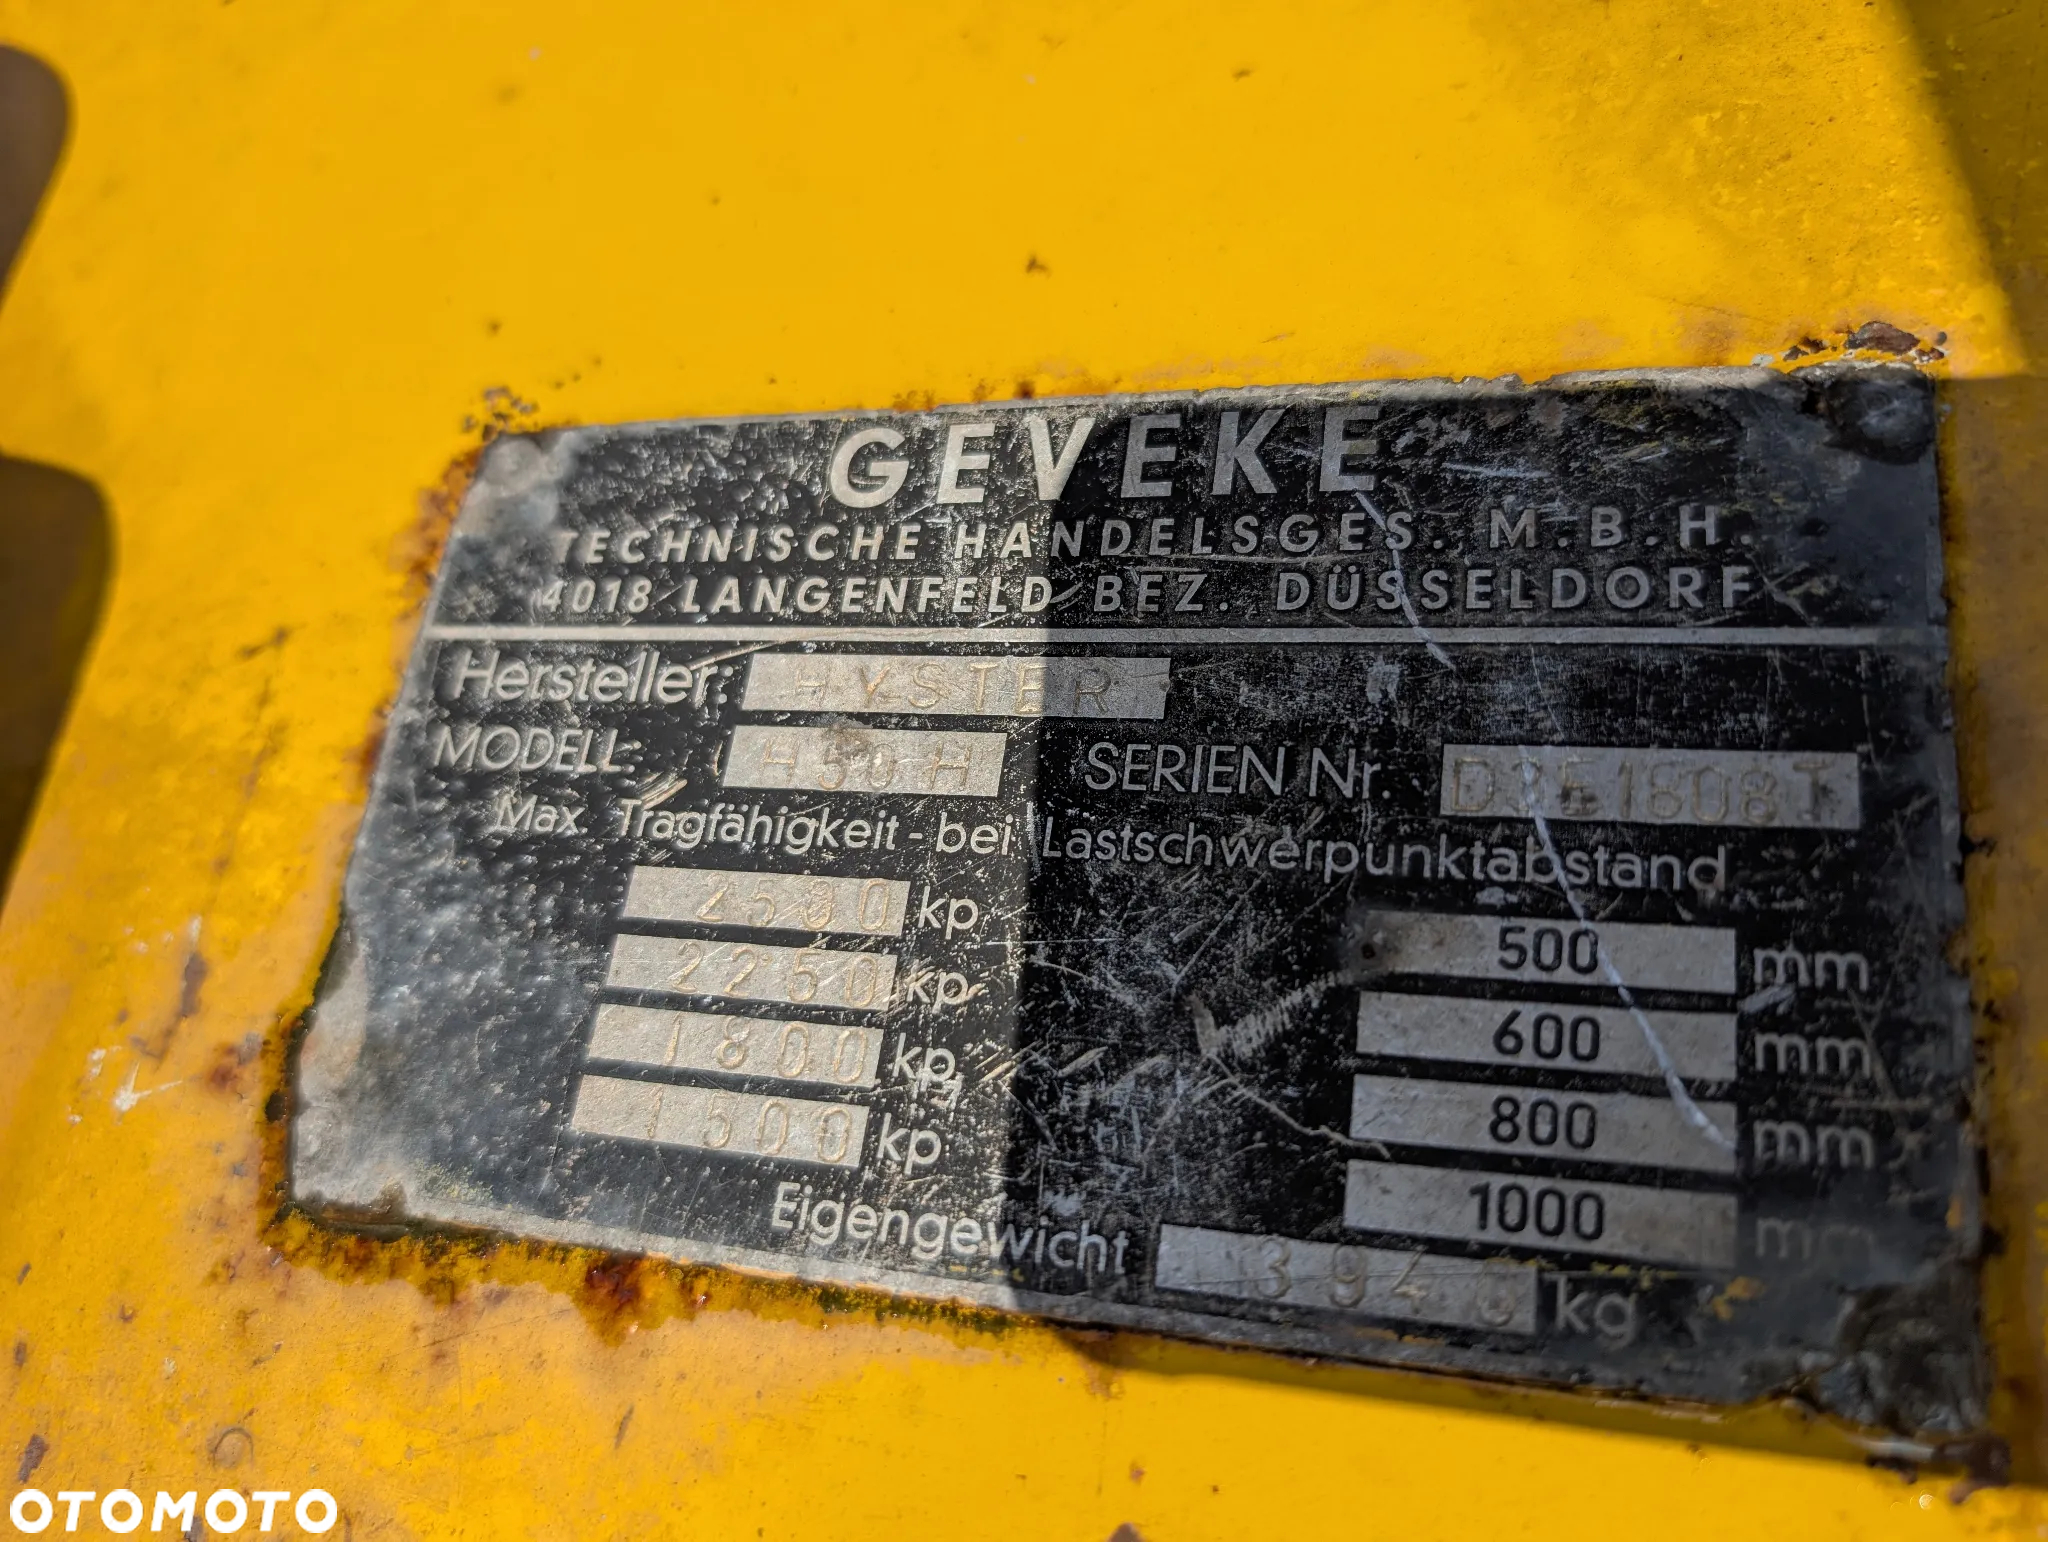 GEVEKE
TECHNISCHE HANDELSGES. M.B.H.
4018 LANGENFELD BEZ. DÜSSELDORF
Hersteller: HYSTER
MODELL: H50H SERIEN Nr. D3E1808T
Max. Tragfähigkeit - bei Lastschwerpunktabstand
2500 kp 500 mm
2250 kp 600 mm
1800 kp 800 mm
1500 kp 1000 mm
Eigengewicht kg
OTOMOTO